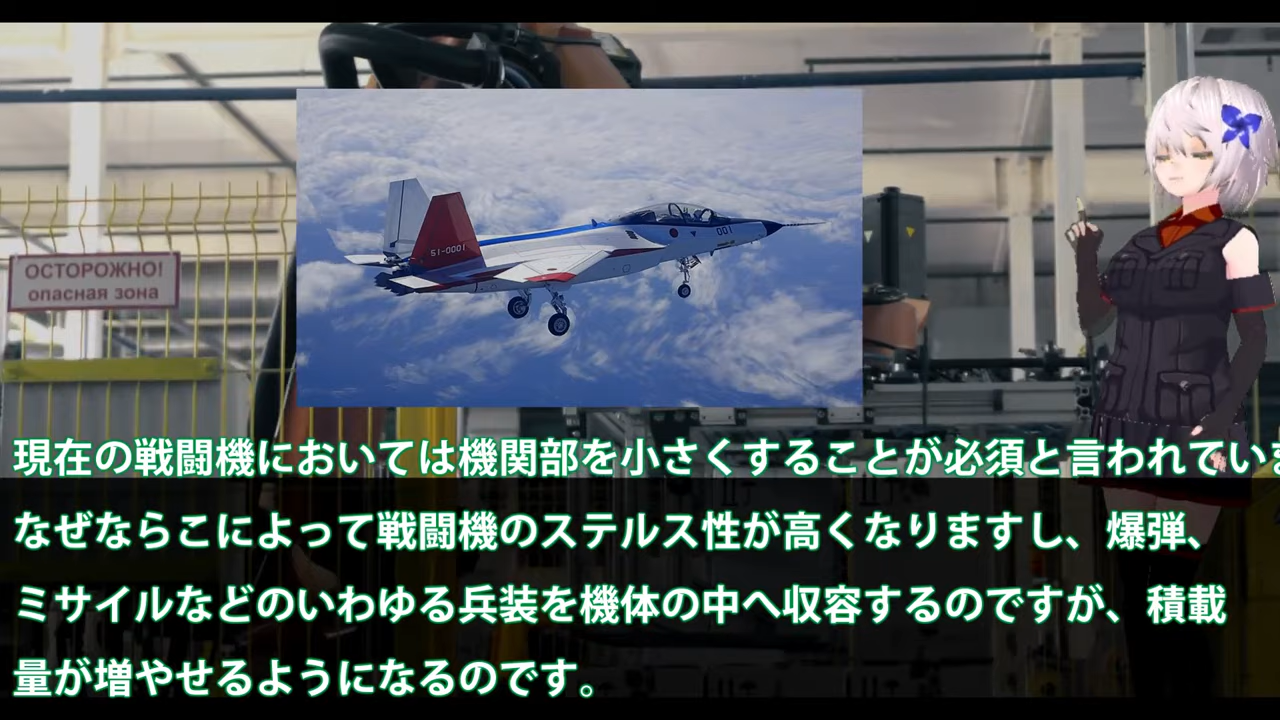 ОСТОРОЖНО!
опасная зона
51-0001
001
現在の戦闘機においては機関部を小さくすることが必須と言われていま
なぜならこによって戦闘機のステルス性が高くなりますし、爆弾、
ミサイルなどのいわゆる兵装を機体の中へ収容するのですが、積載
量が増やせるようになるのです。